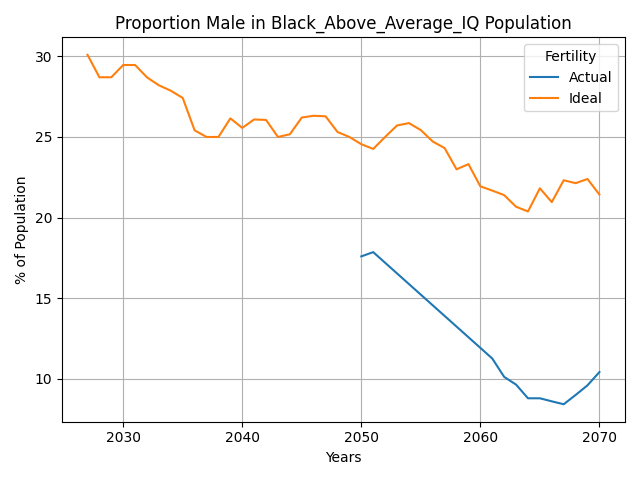 Proportion Male in Black_Above_Average_IQ Population
% of Population
30
25
20
15
10
Fertility
Actual
Ideal
2030
2040
2050
2060
2070
Years